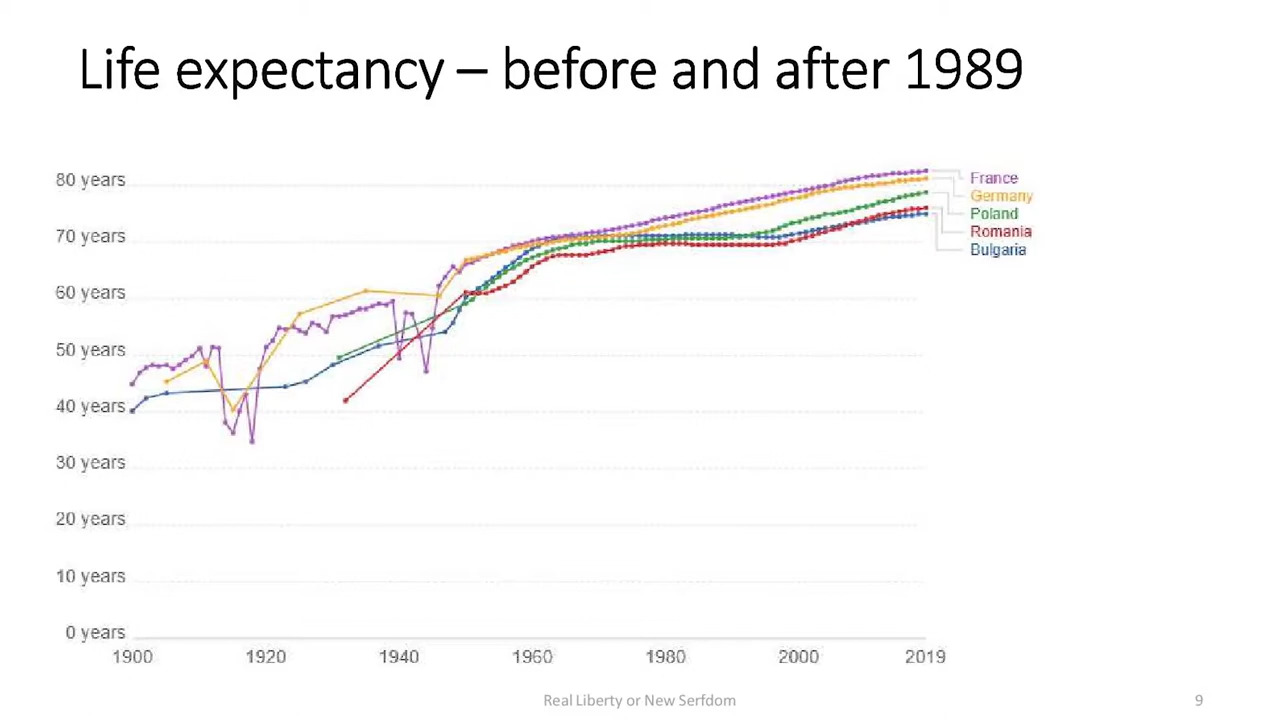 Life expectancy – before and after 1989
80 years
70 years
60 years
50 years
40 years
30 years
20 years
10 years
0 years
1900 1920 1940 1960 1980 2000 2019
France
Germany
Poland
Romania
Bulgaria
Real Liberty or New Serfdom
9